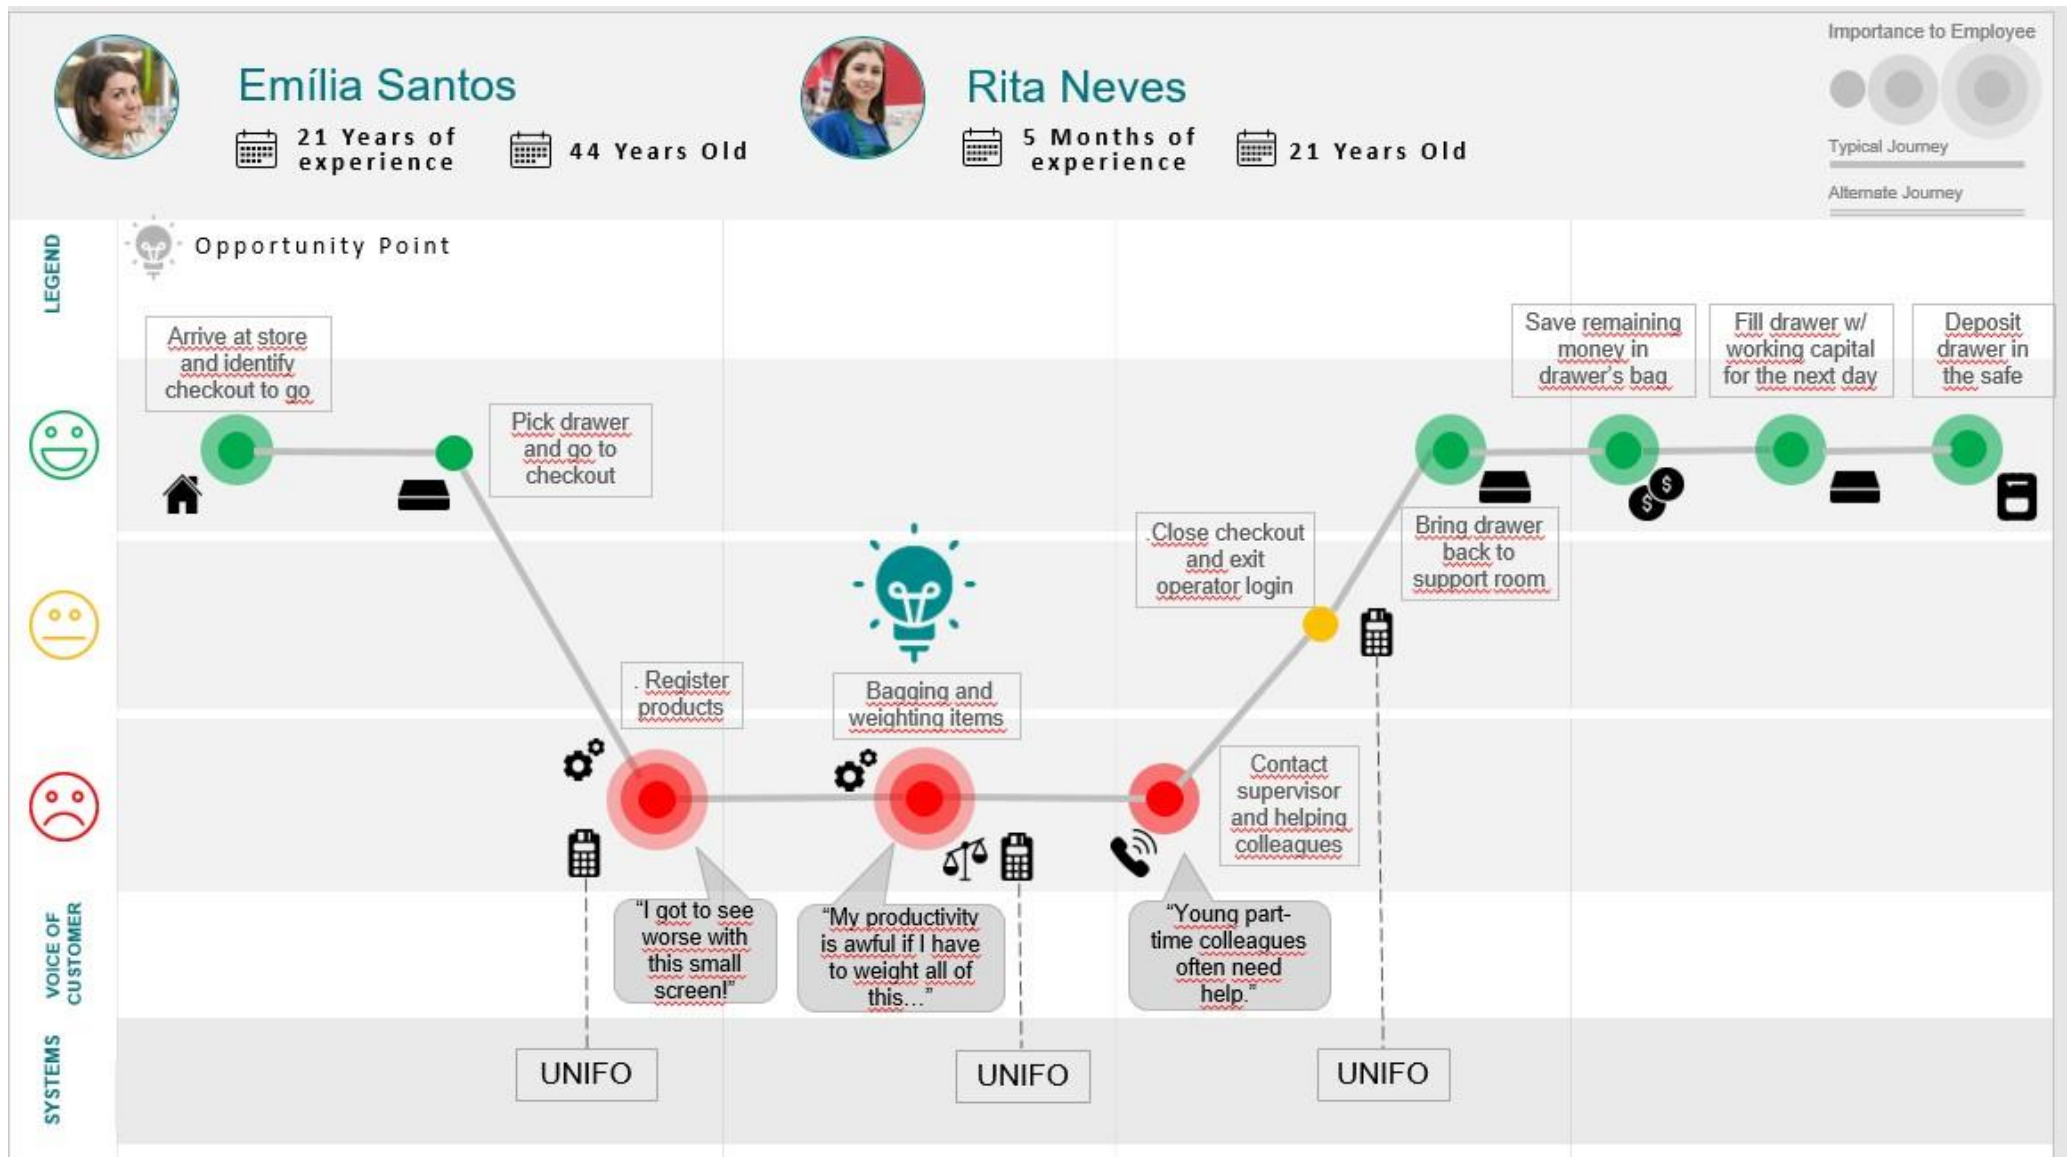 Emília Santos
21 Years of
experience
44 Years Old
Rita Neves
5 Months of
experience
21 Years Old
Importance to Employee
Typical Journey
Alternate Journey
LEGEND
Opportunity Point
Arrive at store
and identify
checkout to go
Pick drawer
and go to
checkout
. Register
products
Bagging and
weighting items
Contact
supervisor
and helping
colleagues
.Close checkout
and exit
operator login
Bring drawer
back to
support room
Save remaining
money in
drawer's bag
Fill drawer w/
working capital
for the next day
Deposit
drawer in
the safe
$
$
VOICE OF
CUSTOMER
“I got to see
worse with
this small
screen!”
“My productivity
is awful if I have
to weight all of
this…”
“Young part-
time colleagues
often need
help.”
SYSTEMS
UNIFO
UNIFO
UNIFO